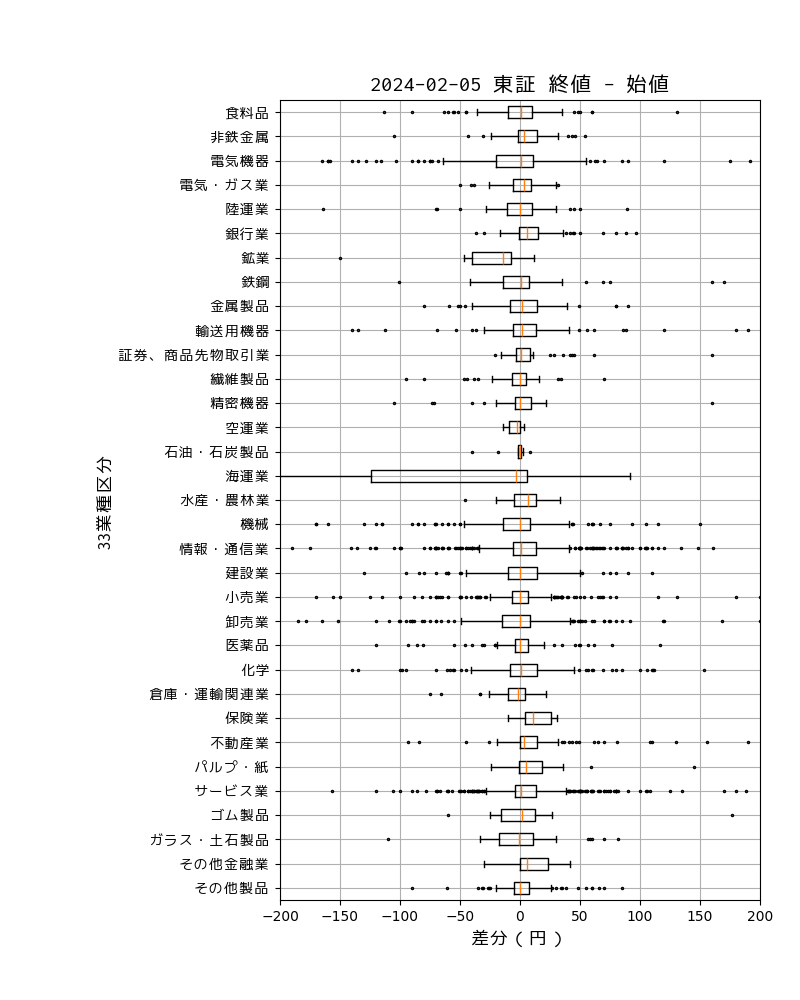 2024-02-05 東証 終値 - 始値
食料品
非鉄金属
電気機器
電気・ガス業
陸運業
銀行業
鉱業
鉄鋼
金属製品
輸送用機器
証券、商品先物取引業
繊維製品
精密機器
空運業
石油・石炭製品
海運業
水産・農林業
機械
情報・通信業
建設業
小売業
卸売業
医薬品
化学
倉庫・運輸関連業
保険業
不動産業
パルプ・紙
サービス業
ゴム製品
ガラス・土石製品
その他金融業
その他製品
33業種区分
−200 −150 −100 −50 0 50 100 150 200
差分（円）